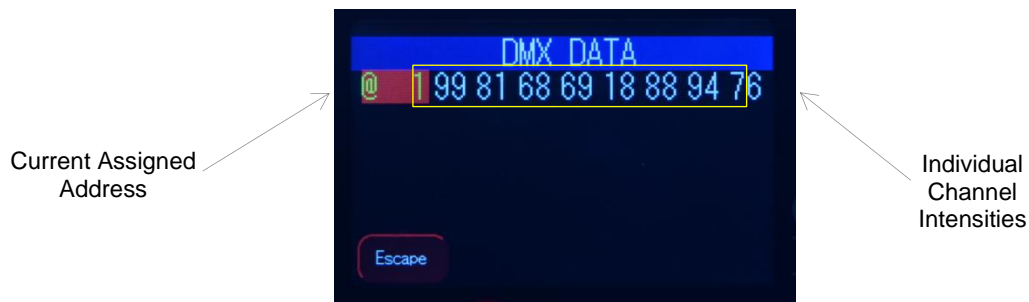 DMX DATA
@ 1 99 81 68 69 18 88 94 76
Current Assigned
Address
Individual
Channel
Intensities
Escape